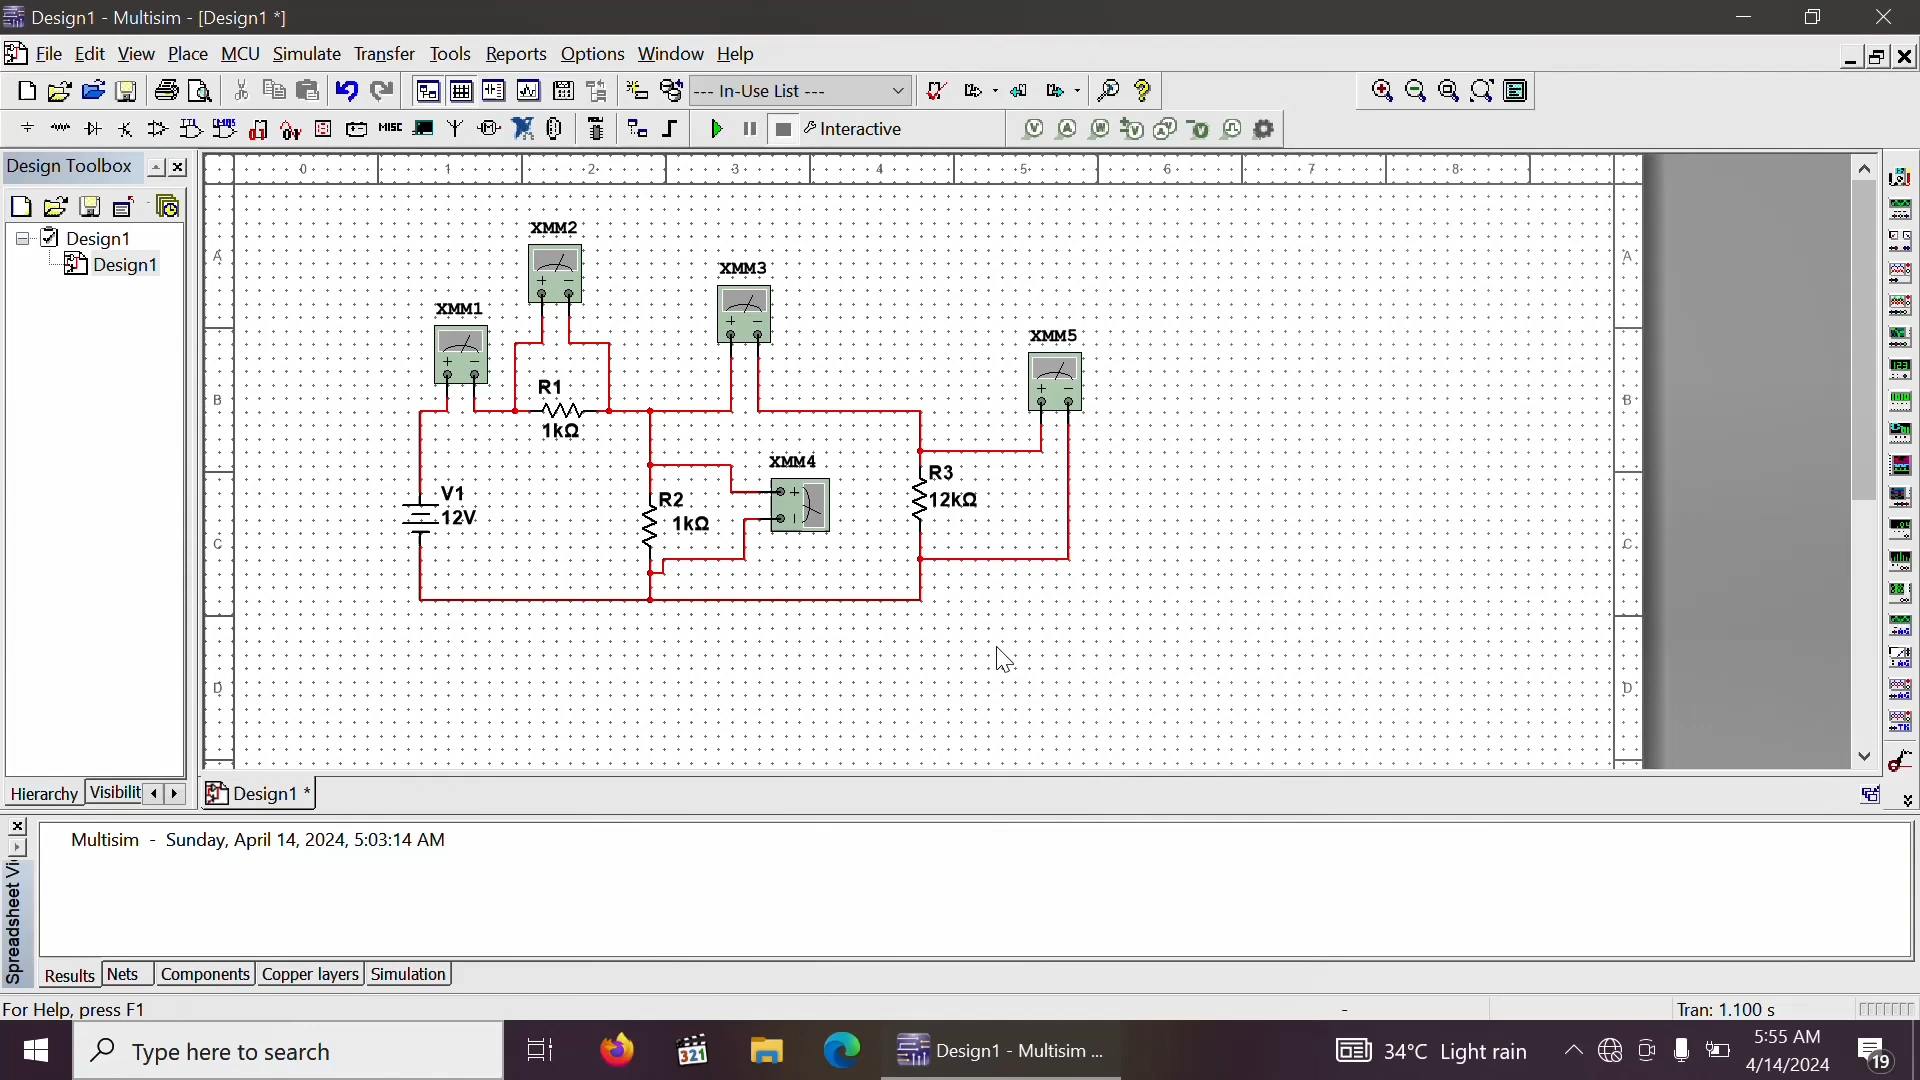 Design1 - Multisim - [Design1 *]
File Edit View Place MCU Simulate Transfer Tools Reports Options Window Help
--- In-Use List ---
MISC Interactive
Design Toolbox
Design1
Design1
0 1 2 3 4 5 6 7 8
A
B
C
D
A
B
C
D
XMM2
XMM3
XMM1
XMM5
R1
1kΩ
XMM4
R3
12kΩ
V1
12V
R2
1kΩ
Hierarchy Visibilit
Design1 *
Multisim - Sunday, April 14, 2024, 5:03:14 AM
Spreadsheet Vi
Results Nets Components Copper layers Simulation
For Help, press F1
-
Tran: 1.100 s
Type here to search
321
Design1 - Multisim ...
34°C Light rain
5:55 AM
4/14/2024
19